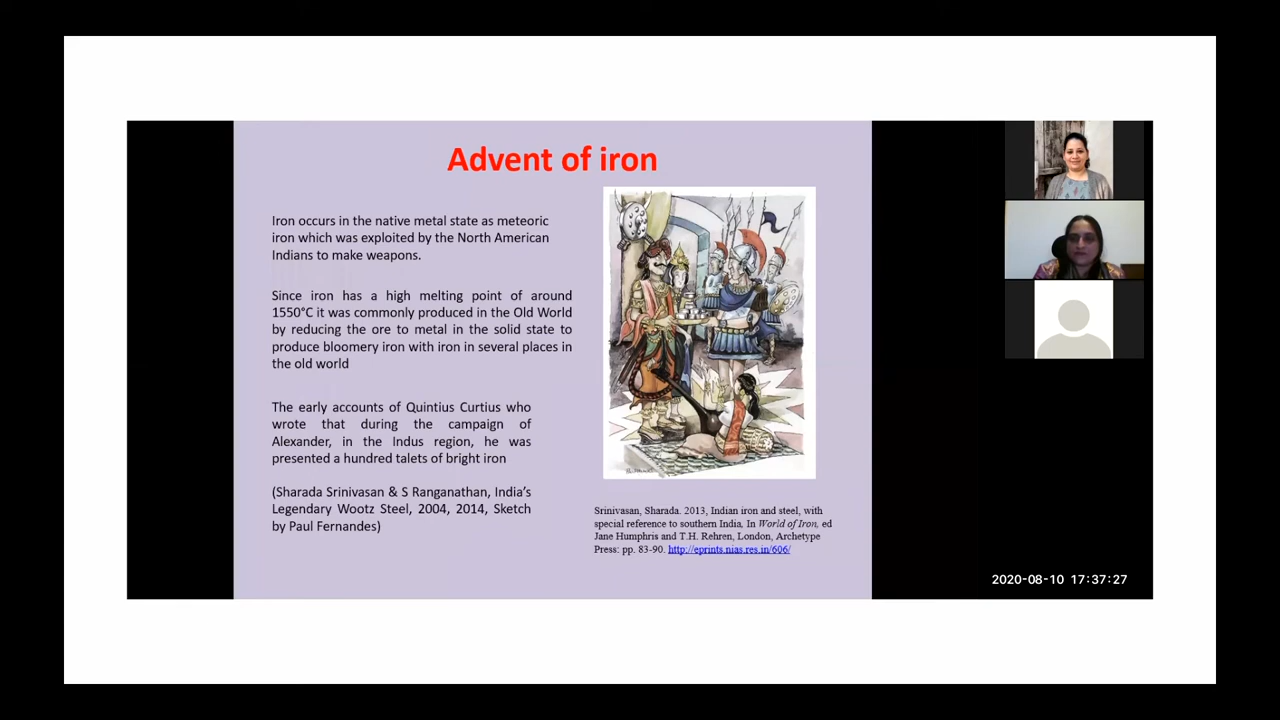 Advent of iron
Iron occurs in the native metal state as meteoric
iron which was exploited by the North American
Indians to make weapons.
Since iron has a high melting point of around
1550°C it was commonly produced in the Old World
by reducing the ore to metal in the solid state to
produce bloomery iron with iron in several places in
the old world
The early accounts of Quintius Curtius who
wrote that during the campaign of
Alexander, in the Indus region, he was
presented a hundred talets of bright iron
(Sharada Srinivasan & S Ranganathan, India's
Legendary Wootz Steel, 2004, 2014, Sketch
by Paul Fernandes)
Srinivasan, Sharada. 2013, Indian iron and steel, with
special reference to southern India. In World of Iron, ed
Jane Humphris and T.H. Rehren, London, Archetype
Press: pp. 83-90. http://eprints.nias.res.in/606/
2020-08-10 17:37:27